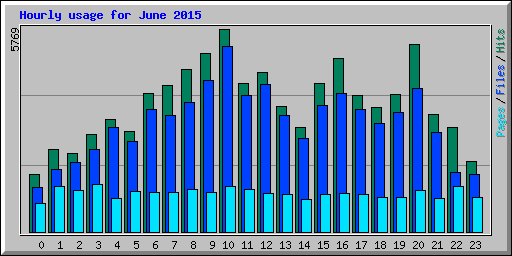 Hourly usage for June 2015
5769
Pages / Files / Hits
0 1 2 3 4 5 6 7 8 9 10 11 12 13 14 15 16 17 18 19 20 21 22 23